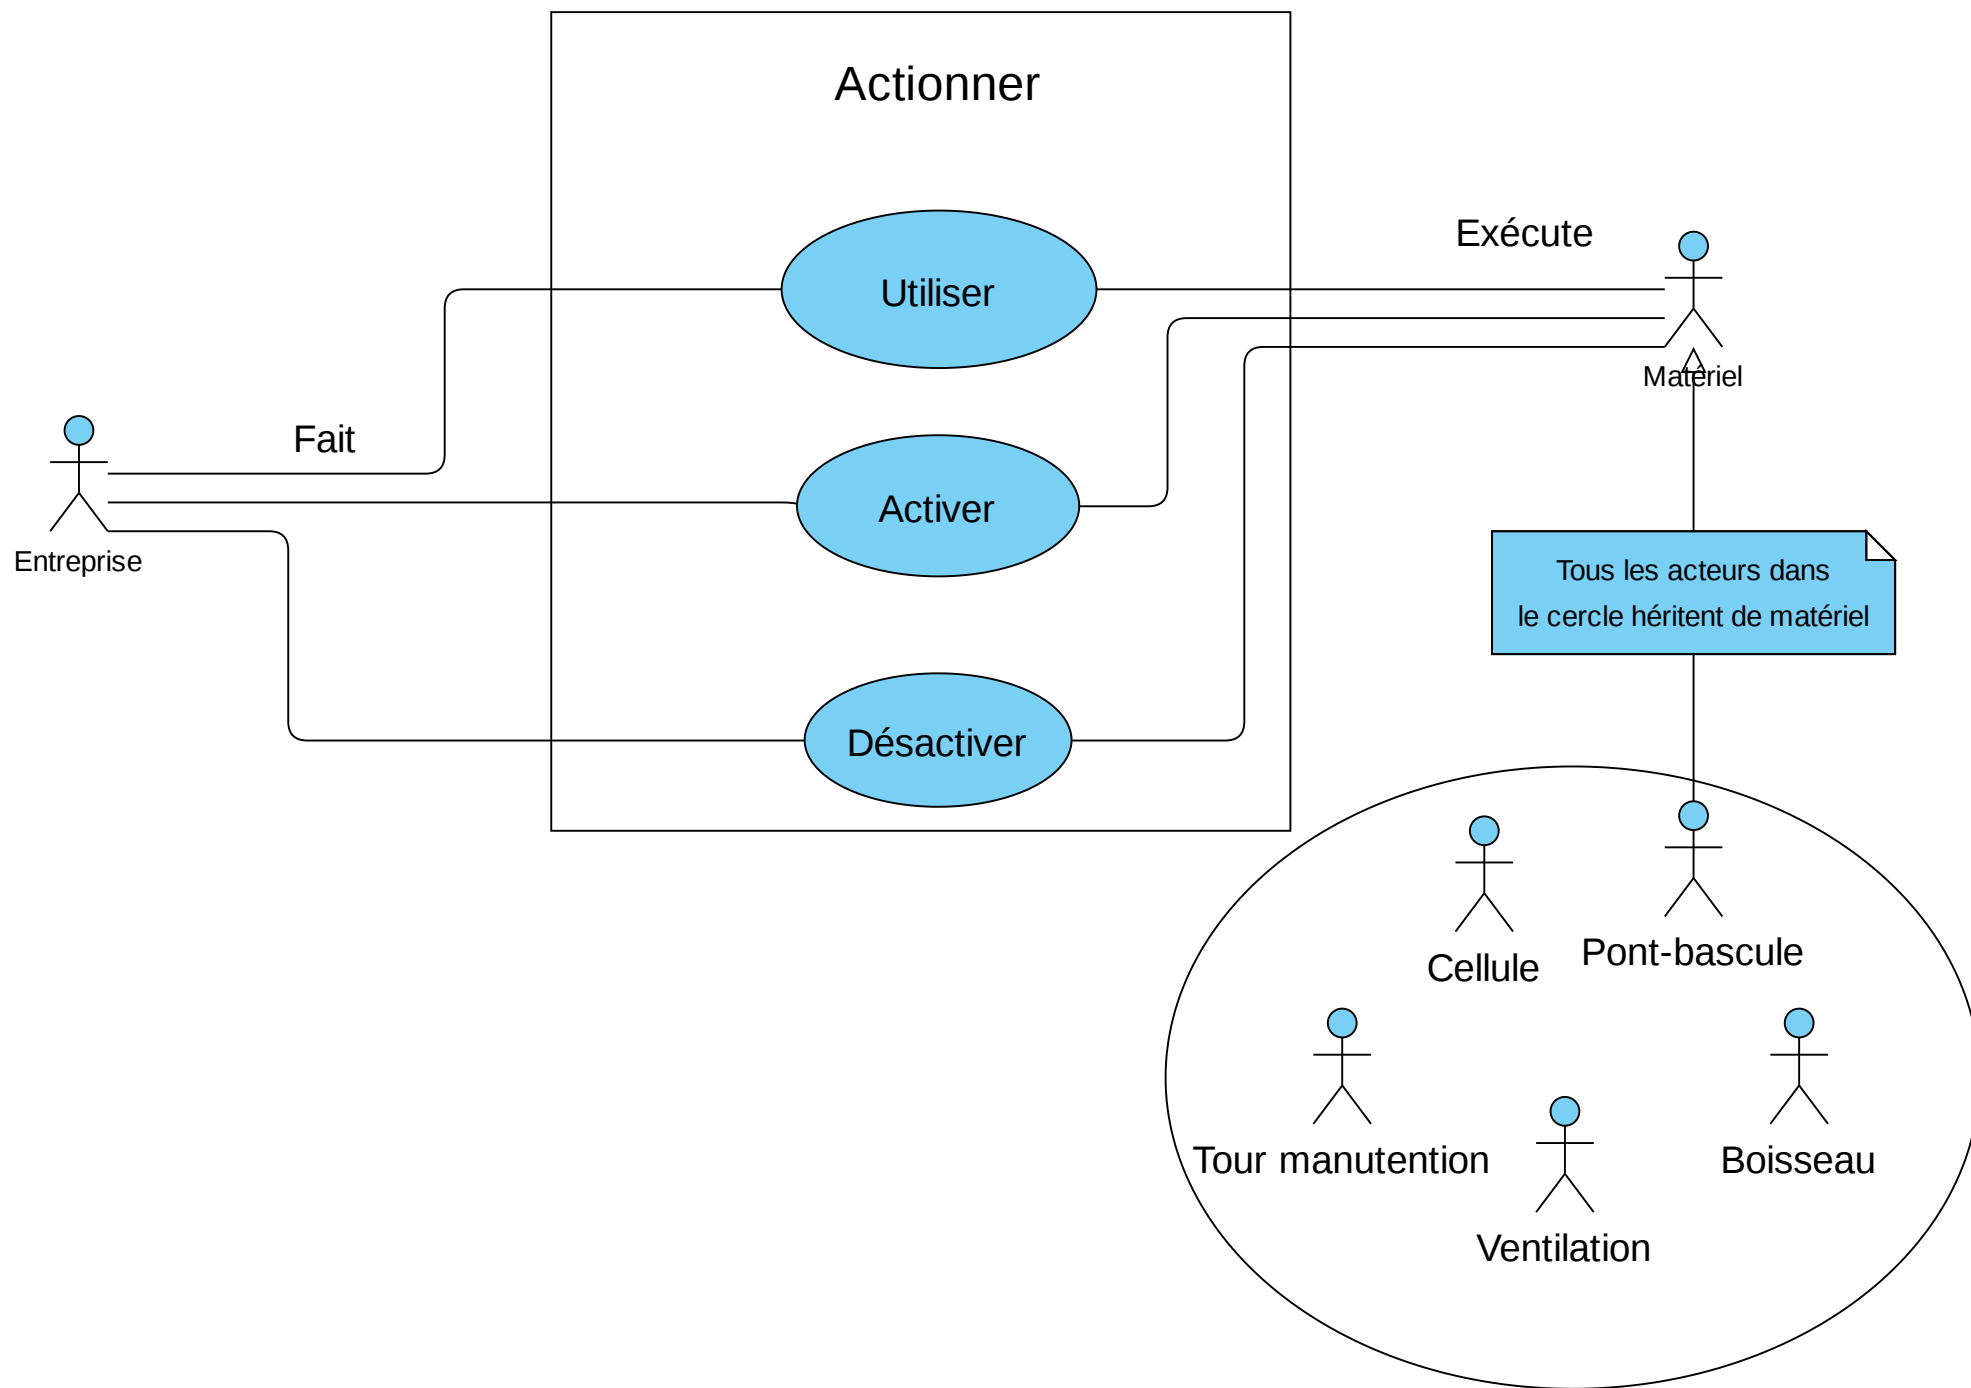 Actionner
Utiliser
Exécute
Matériel
Fait
Activer
Entreprise
Tous les acteurs dans
le cercle héritent de matériel
Désactiver
Cellule
Pont-bascule
Tour manutention
Boisseau
Ventilation